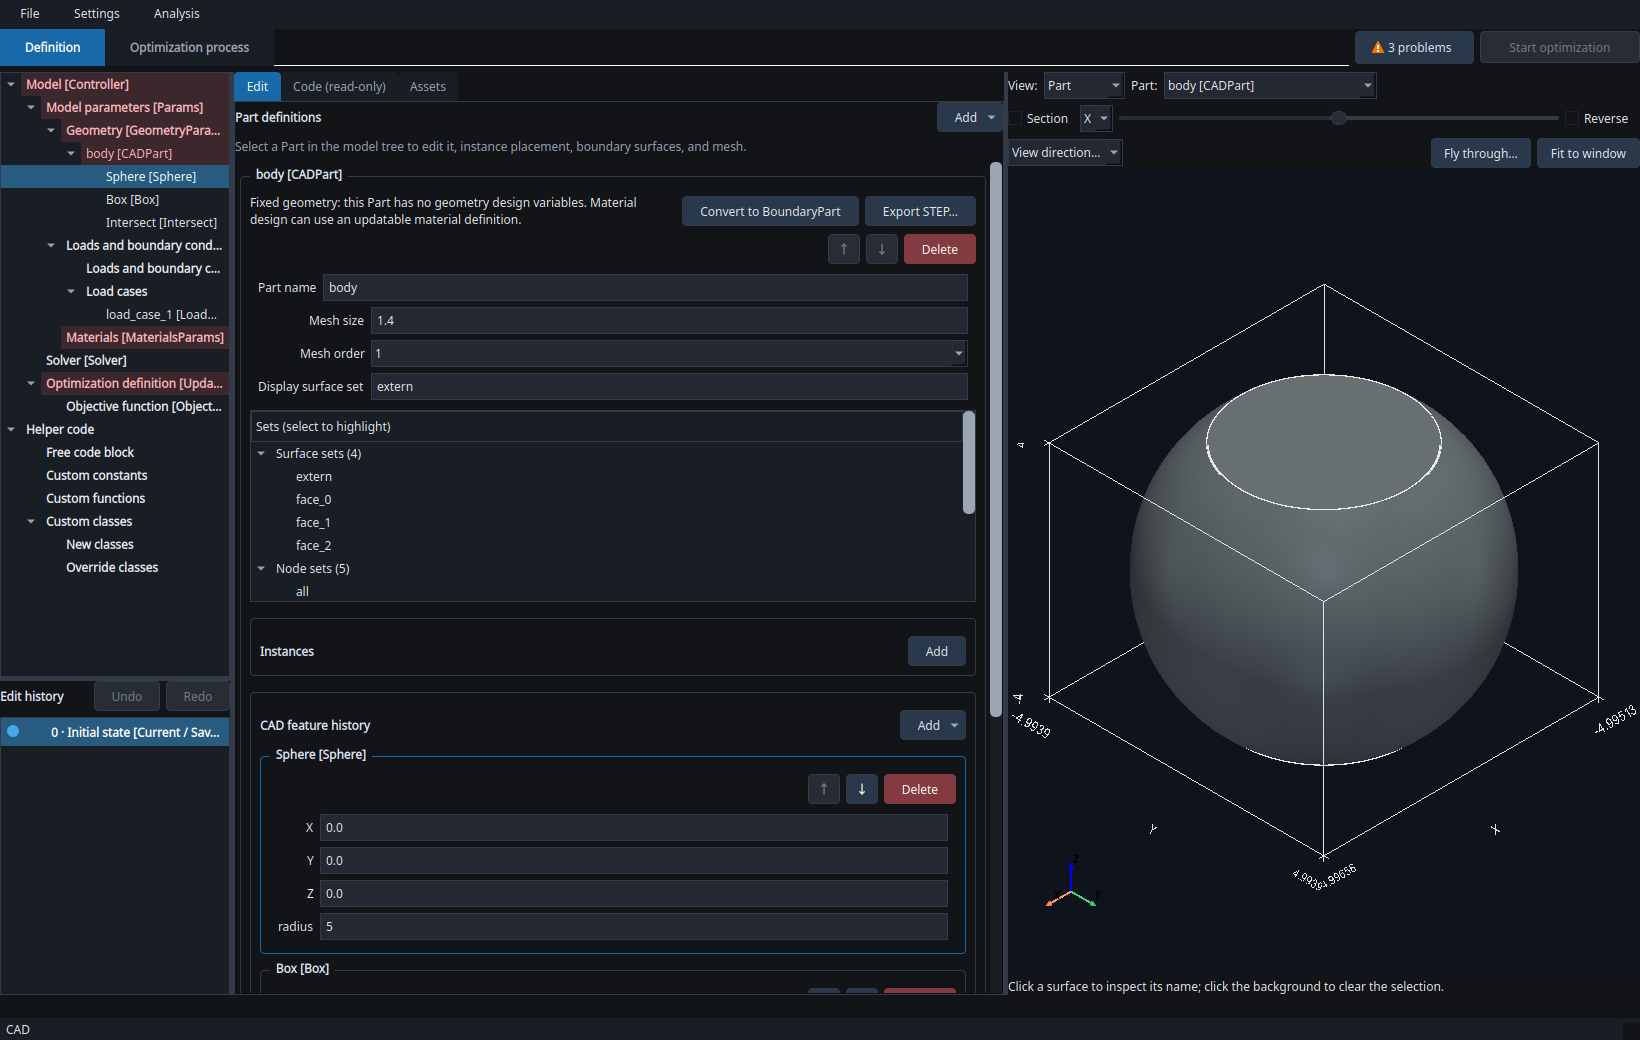 File Settings Analysis
Definition Optimization process 3 problems Start optimization
Model [Controller]
Model parameters [Params]
Geometry [GeometryPara...
body [CADPart]
Sphere [Sphere]
Box [Box]
Intersect [Intersect]
Loads and boundary cond...
Loads and boundary c...
Load cases
load_case_1 [Load...
Materials [MaterialsParams]
Solver [Solver]
Optimization definition [Upda...
Objective function [Object...
Helper code
Free code block
Custom constants
Custom functions
Custom classes
New classes
Override classes
Edit history Undo Redo
0 · Initial state [Current / Sav...
Edit Code (read-only) Assets
Part definitions Add
Select a Part in the model tree to edit it, instance placement, boundary surfaces, and mesh.
body [CADPart]
Fixed geometry: this Part has no geometry design variables. Material
design can use an updatable material definition.
Convert to BoundaryPart Export STEP...
↑ ↓ Delete
Part name body
Mesh size 1.4
Mesh order 1
Display surface set extern
Sets (select to highlight)
Surface sets (4)
extern
face_0
face_1
face_2
Node sets (5)
all
Instances Add
CAD feature history Add
Sphere [Sphere]
↑ ↓ Delete
X 0.0
Y 0.0
Z 0.0
radius 5
Box [Box]
View: Part Part: body [CADPart]
Section X Reverse
View direction... Fly through... Fit to window
4
-4
-4.9939
-4.99513
Y
X
Z
Click a surface to inspect its name; click the background to clear the selection.
CAD